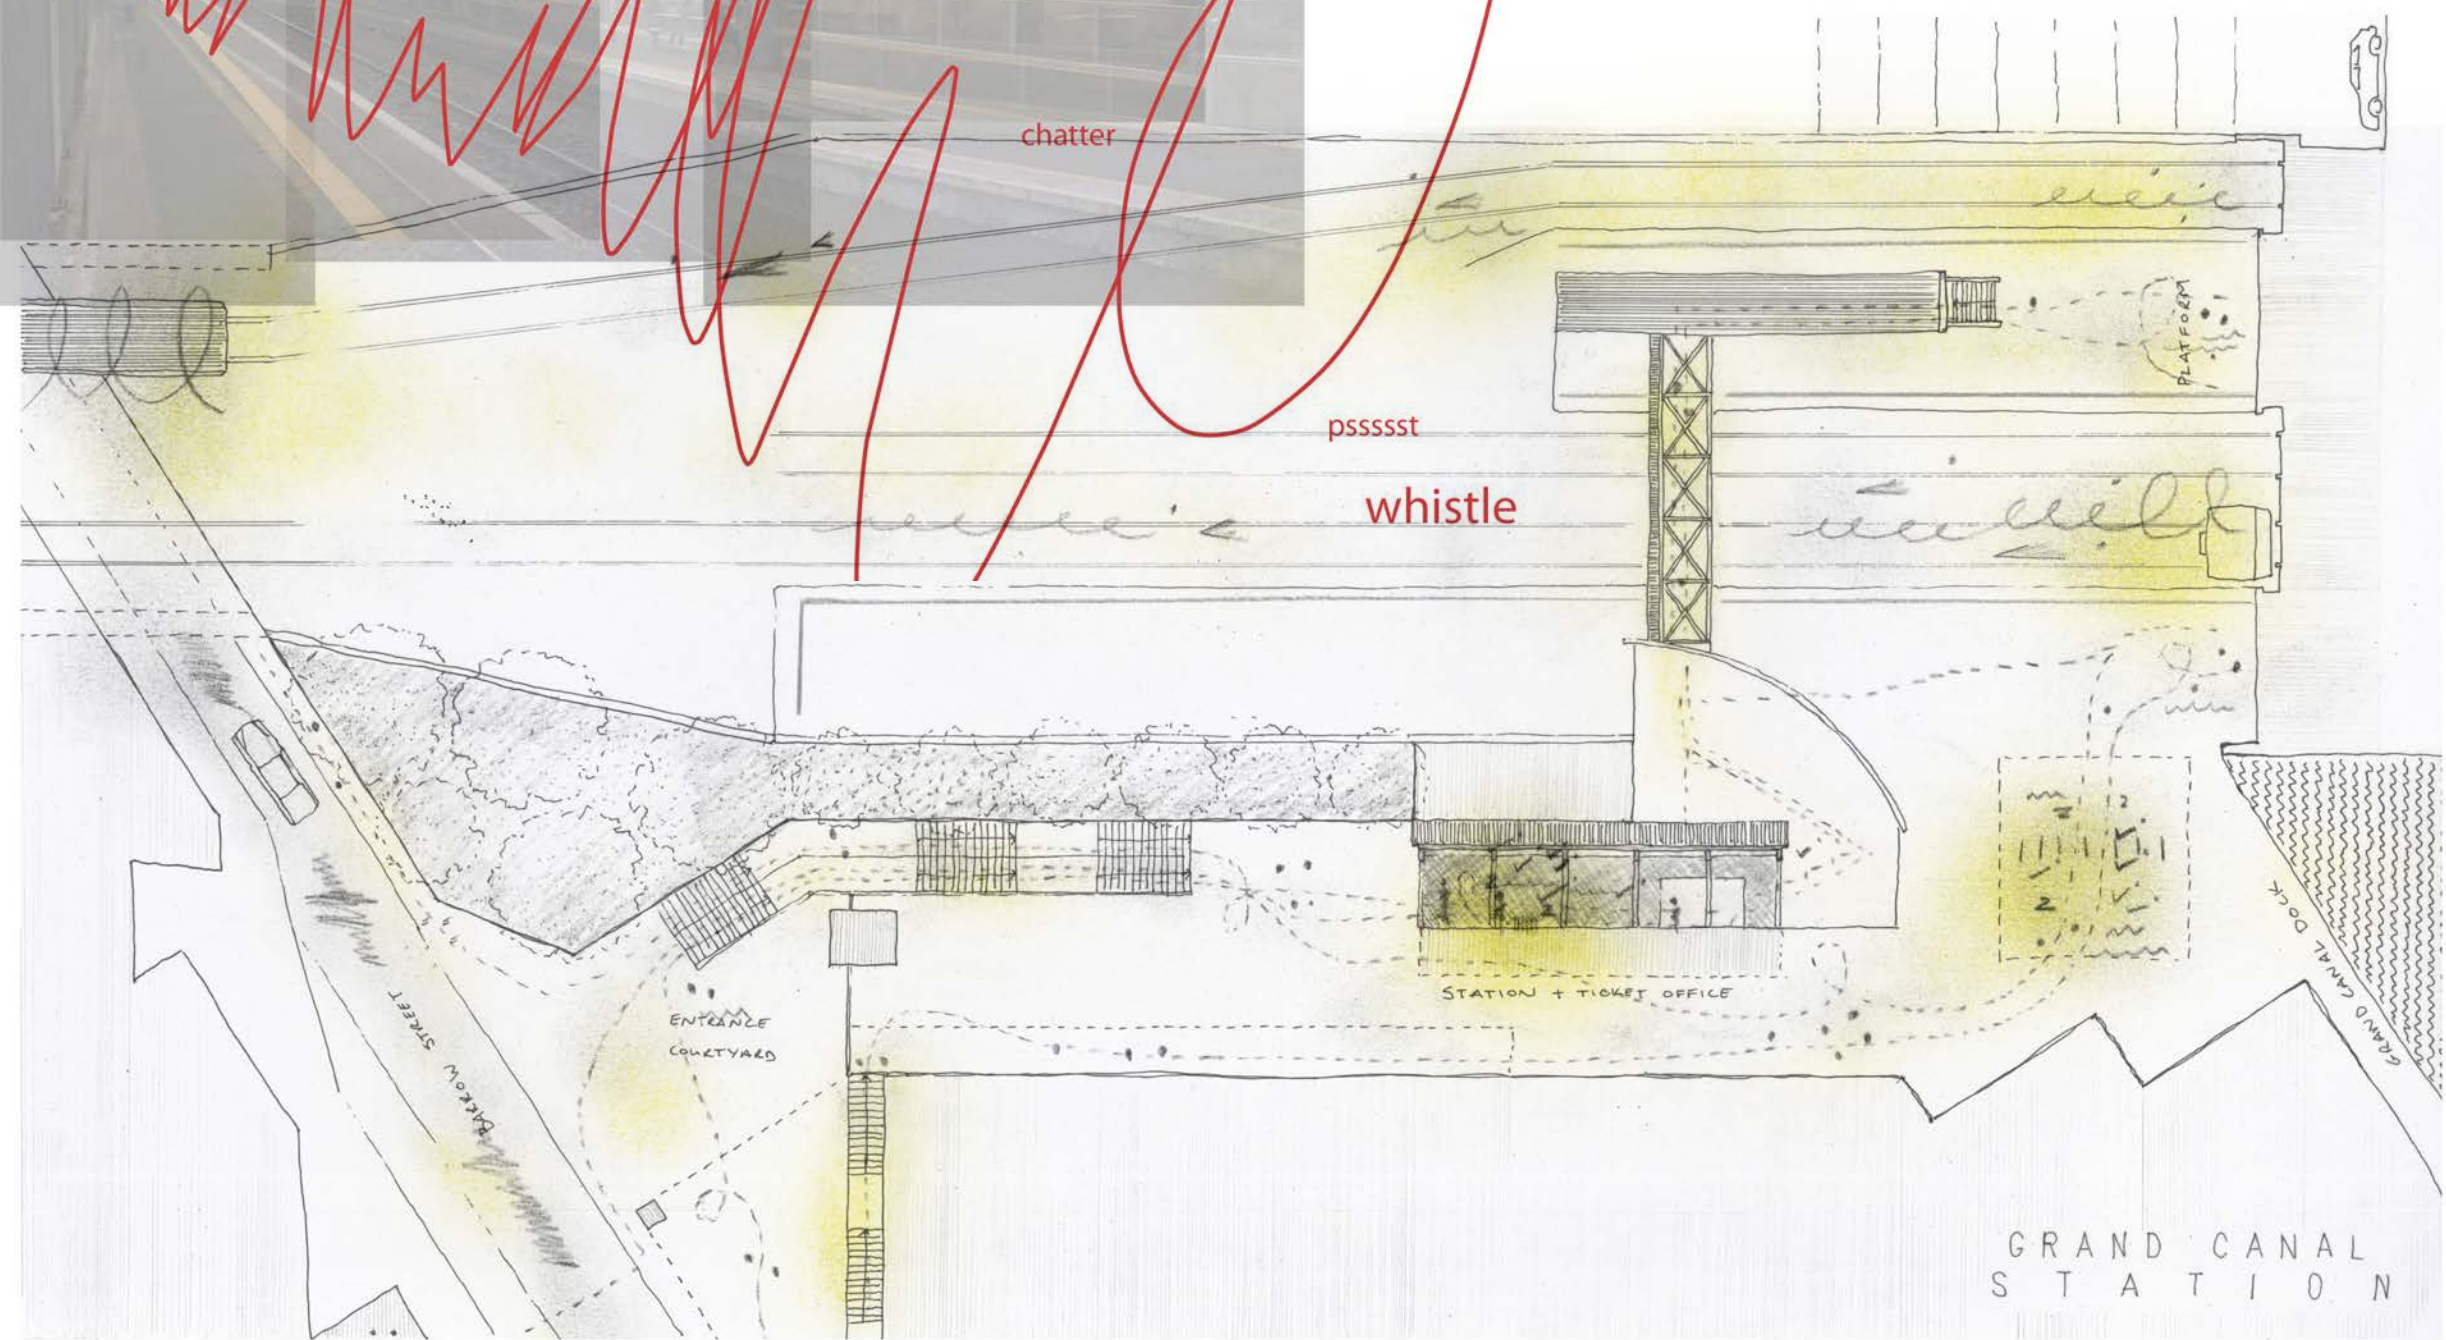 chatter
PLATFORM
pssssst
whistle
GRAND CANAL DOCK
STATION + TICKET OFFICE
ENTRANCE
COURTYARD
BARROW STREET
GRAND CANAL
STATION